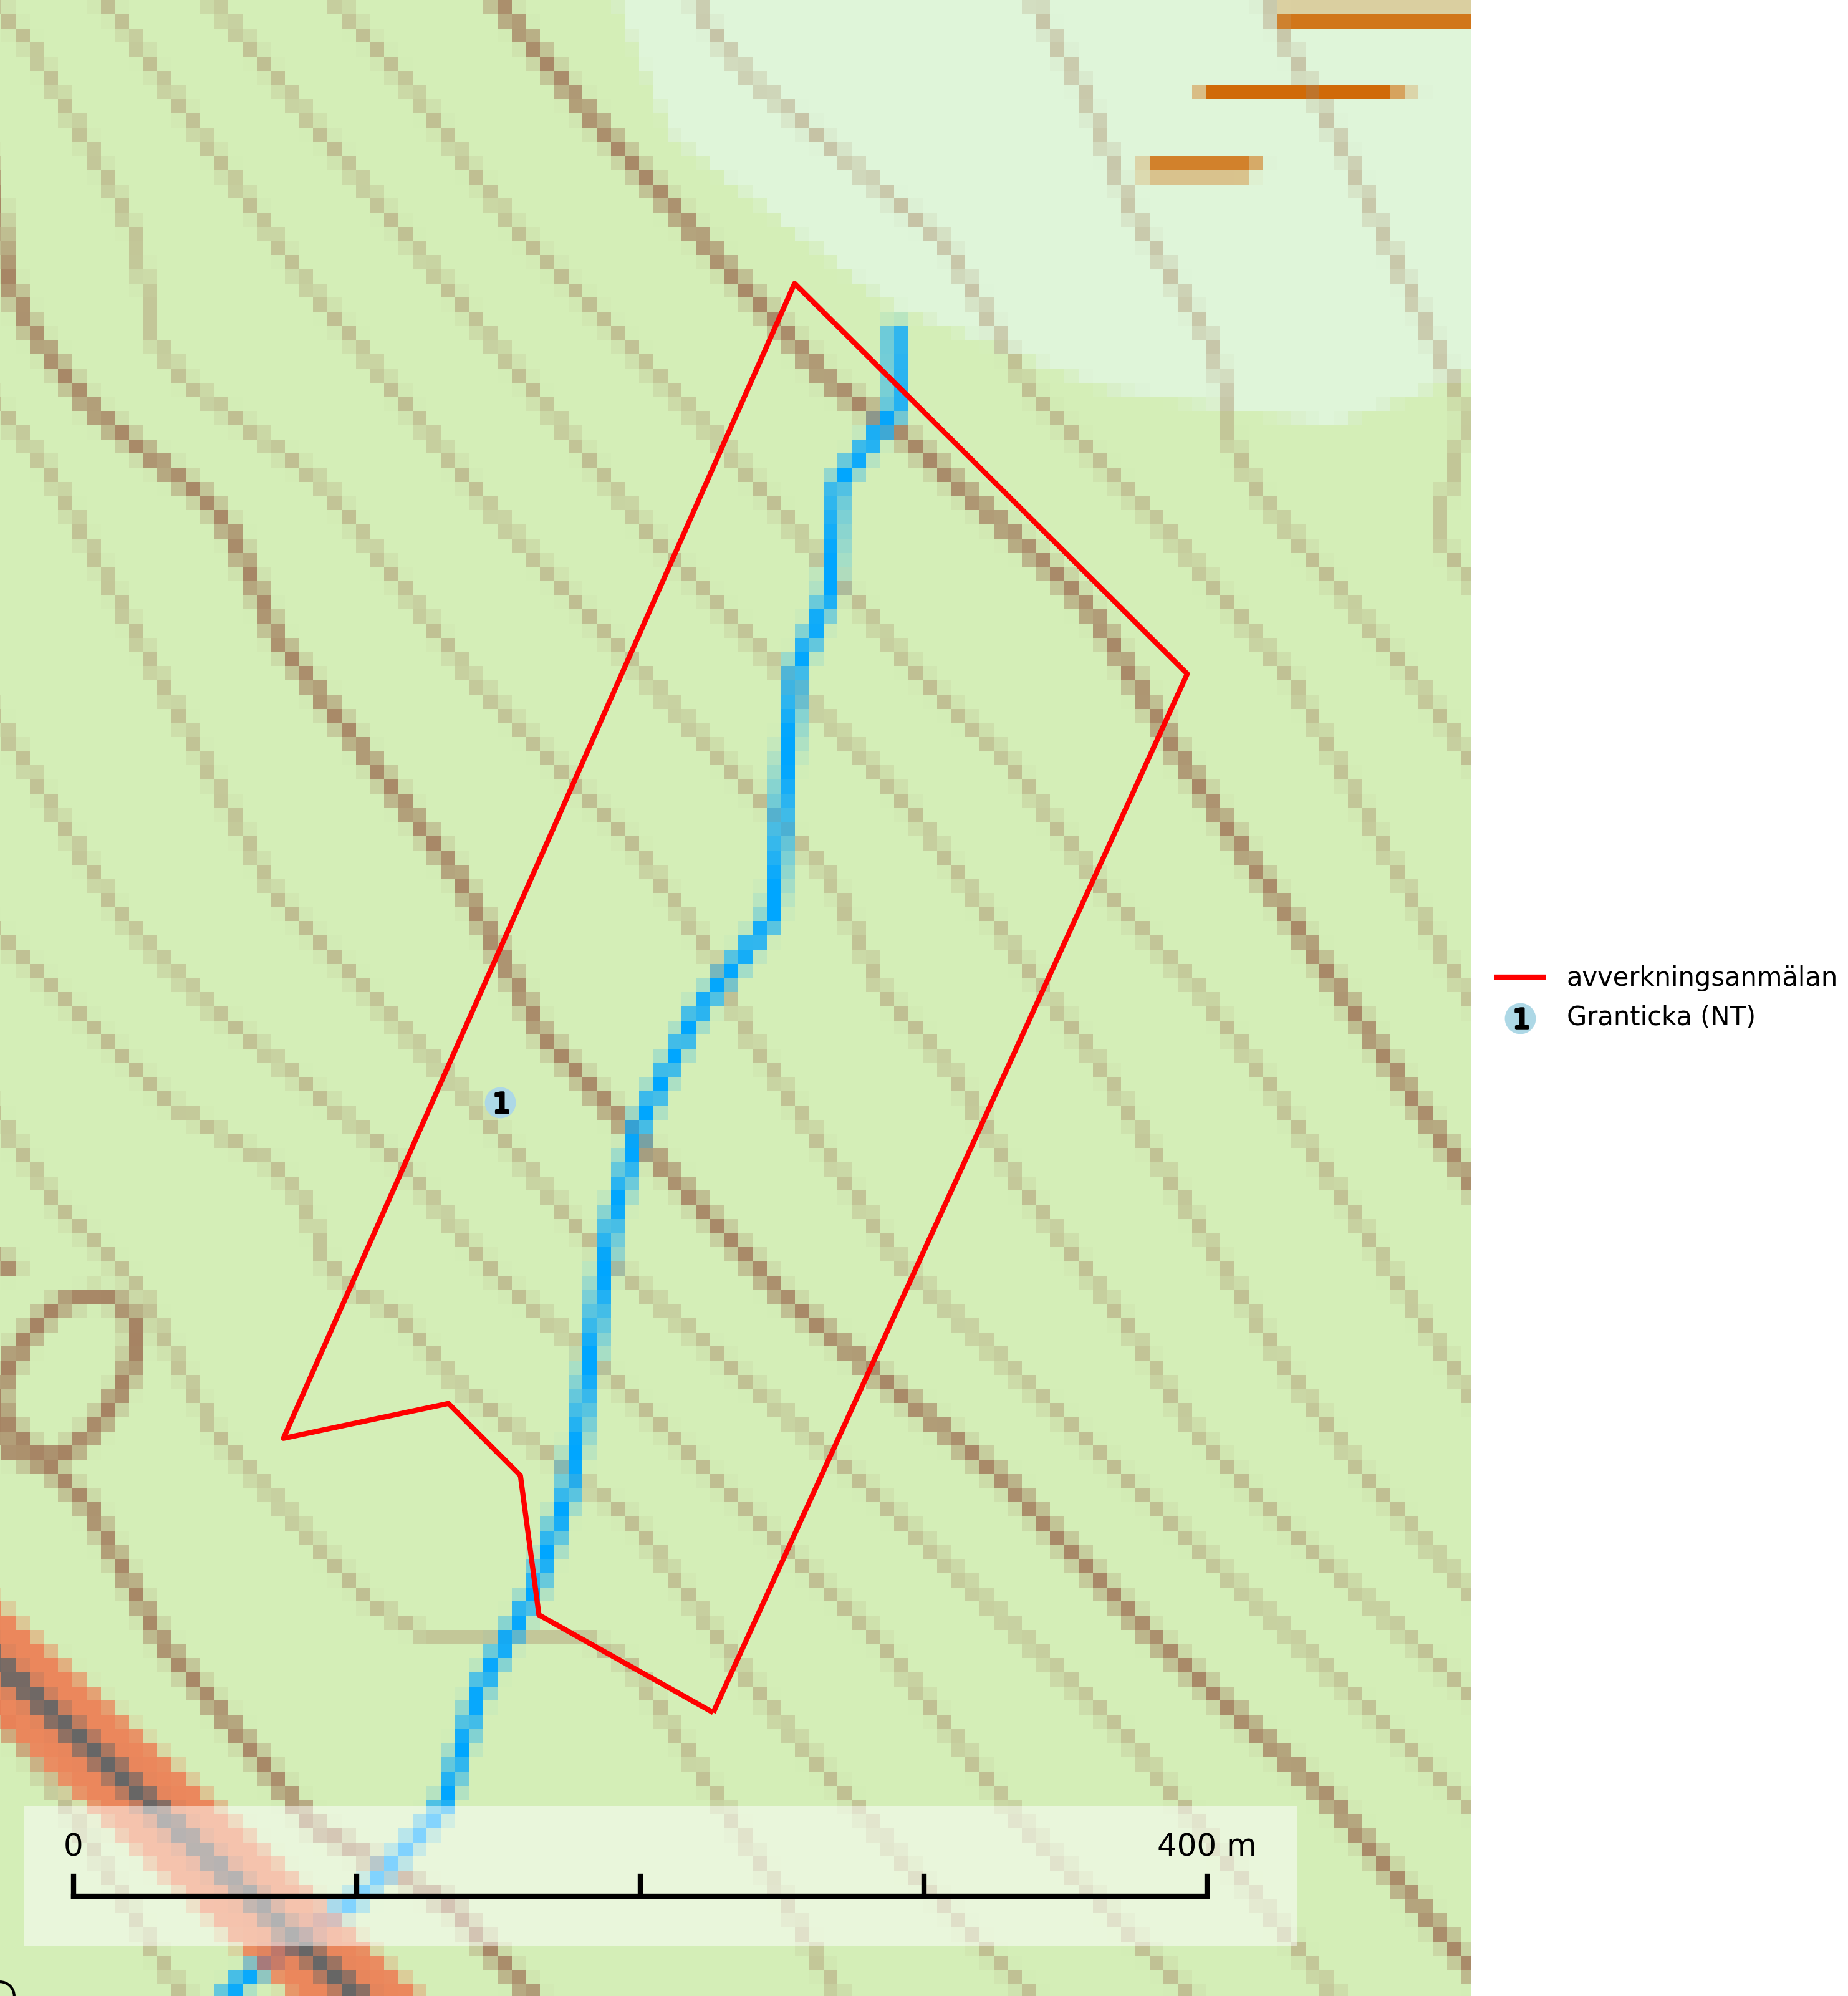 avverkningsanmälan
1 Granticka (NT)
1
0 400 m